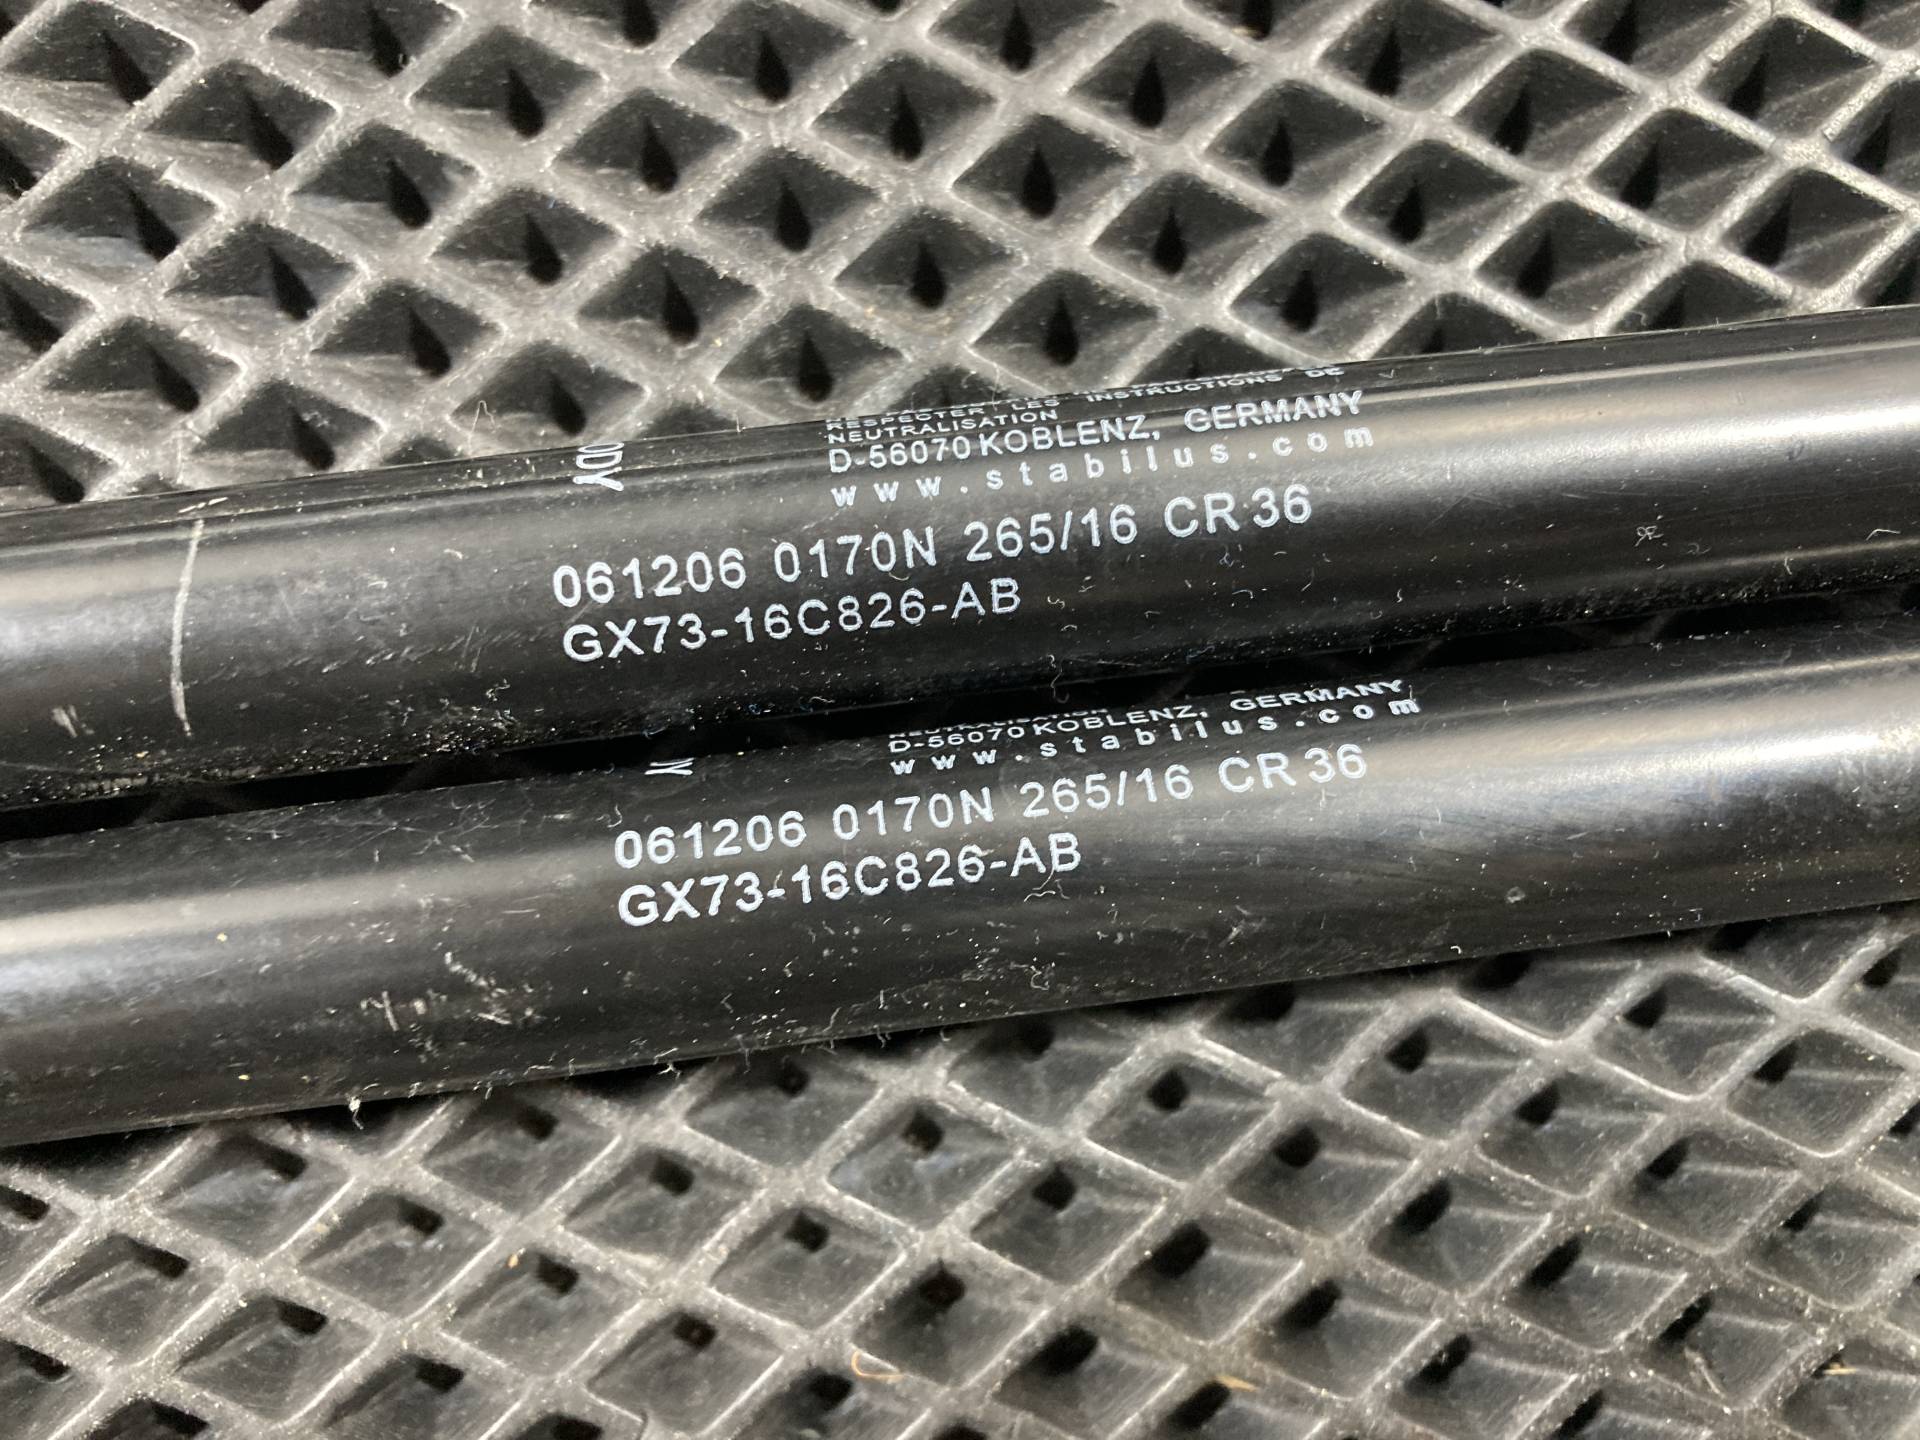 RESPECTER LES INSTRUCTIONS DE
NEUTRALISATION
D-56070 KOBLENZ, GERMANY
www.stabilus.com
061206 0170N 265/16 CR 36
GX73-16C826-AB
NEUTRALISATION
D-56070 KOBLENZ, GERMANY
www.stabilus.com
061206 0170N 265/16 CR 36
GX73-16C826-AB